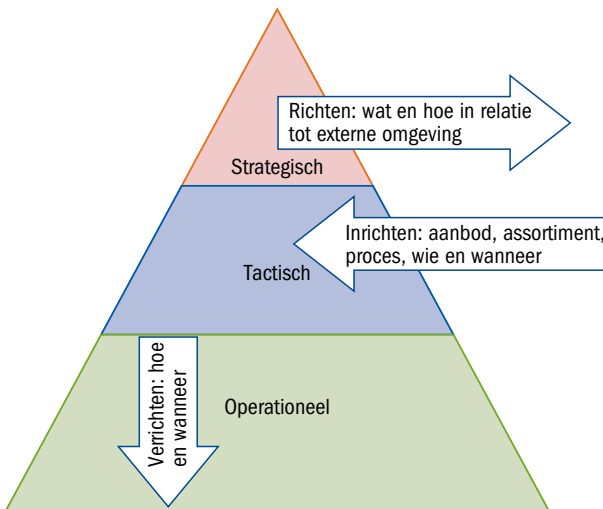 Richten: wat en hoe in relatie
tot externe omgeving
Strategisch
Inrichten: aanbod, assortiment,
proces, wie en wanneer
Tactisch
Verrichten: hoe
en wanneer
Operationeel